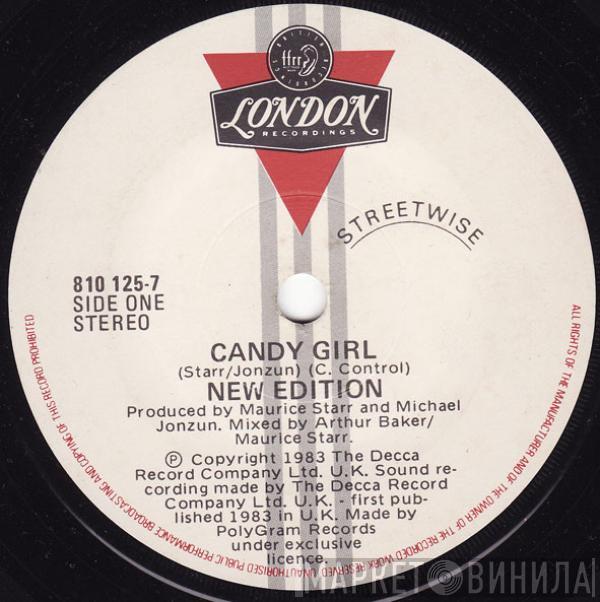 ffrr
LONDON
RECORDINGS
STREETWISE
810 125-7
SIDE ONE
STEREO
CANDY GIRL
(Starr/Jonzun) (C. Control)
NEW EDITION
Produced by Maurice Starr and Michael
Jonzun. Mixed by Arthur Baker/
Maurice Starr.
Ⓟ Copyright 1983 The Decca
Record Company Ltd. U.K. Sound re-
cording made by The Decca Record
Company Ltd. U.K. - first pub-
lished 1983 in U.K. Made by
PolyGram Records
under exclusive
licence.
ALL RIGHTS OF THE MANUFACTURER AND OF THE OWNER OF THE RECORDED WORK RESERVED. UNAUTHORISED PUBLIC PERFORMANCE BROADCASTING AND COPYING OF THIS RECORD PROHIBITED
МАРКЕТ ВИНИЛА